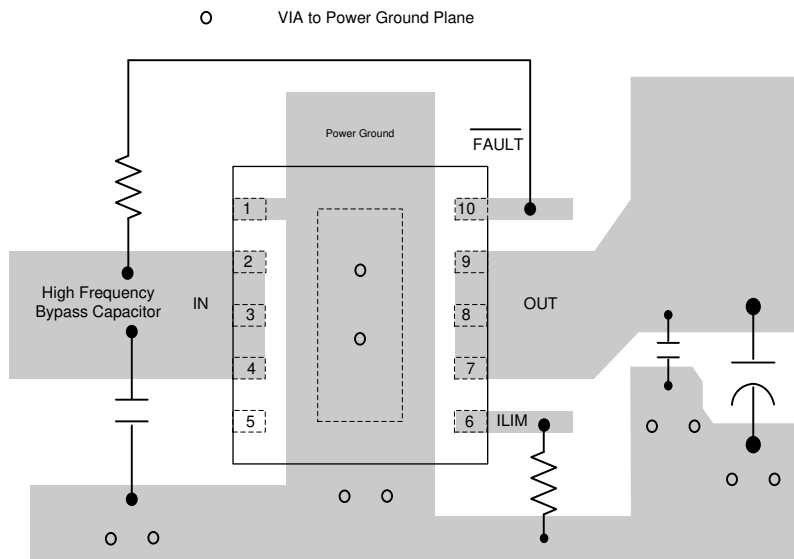 VIA to Power Ground Plane
Power Ground
FAULT
1
10
2
9
High Frequency
Bypass Capacitor
IN
3
8
OUT
4
7
5
6
ILIM